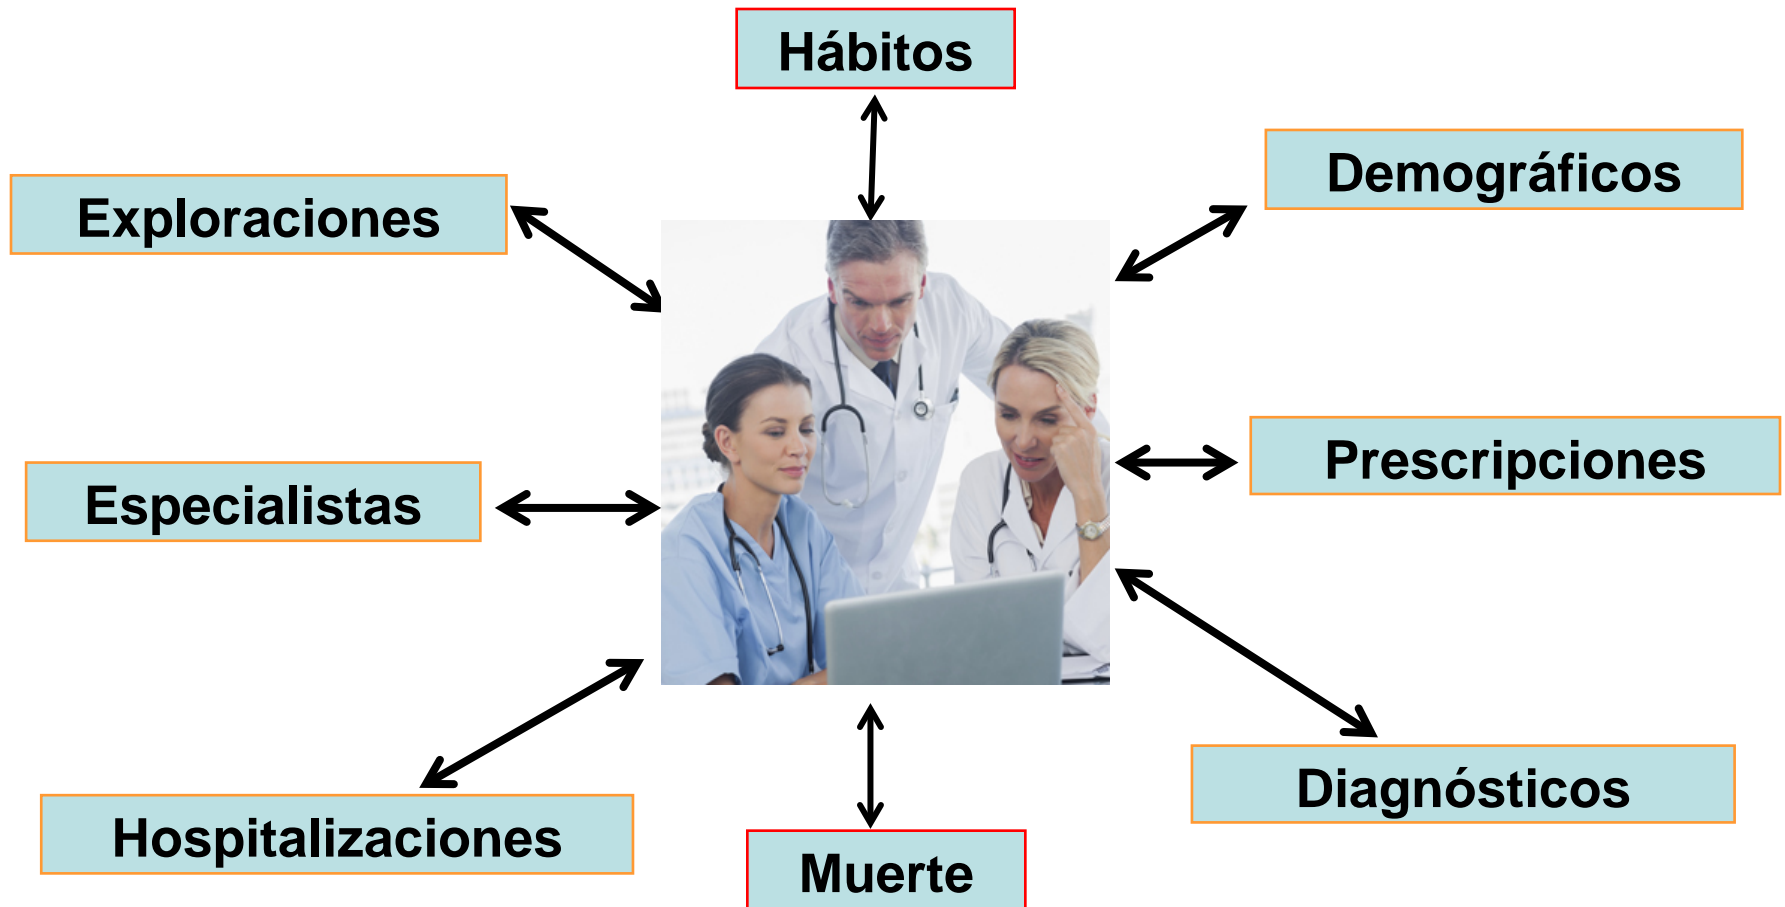 Hábitos
Demográficos
Exploraciones
Prescripciones
Especialistas
Diagnósticos
Hospitalizaciones
Muerte